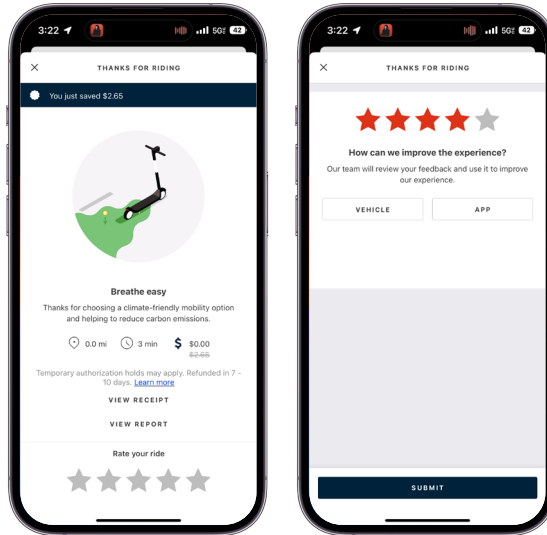 3:22
5GE 42
THANKS FOR RIDING
You just saved $2.65
Breathe easy
Thanks for choosing a climate-friendly mobility option
and helping to reduce carbon emissions.
0.0 mi
3 min
$ $0.00
$2.65
Temporary authorization holds may apply. Refunded in 7 -
10 days. Learn more
VIEW RECEIPT
VIEW REPORT
Rate your ride
3:22
5GE 42
THANKS FOR RIDING
How can we improve the experience?
Our team will review your feedback and use it to improve
our experience.
VEHICLE
APP
SUBMIT